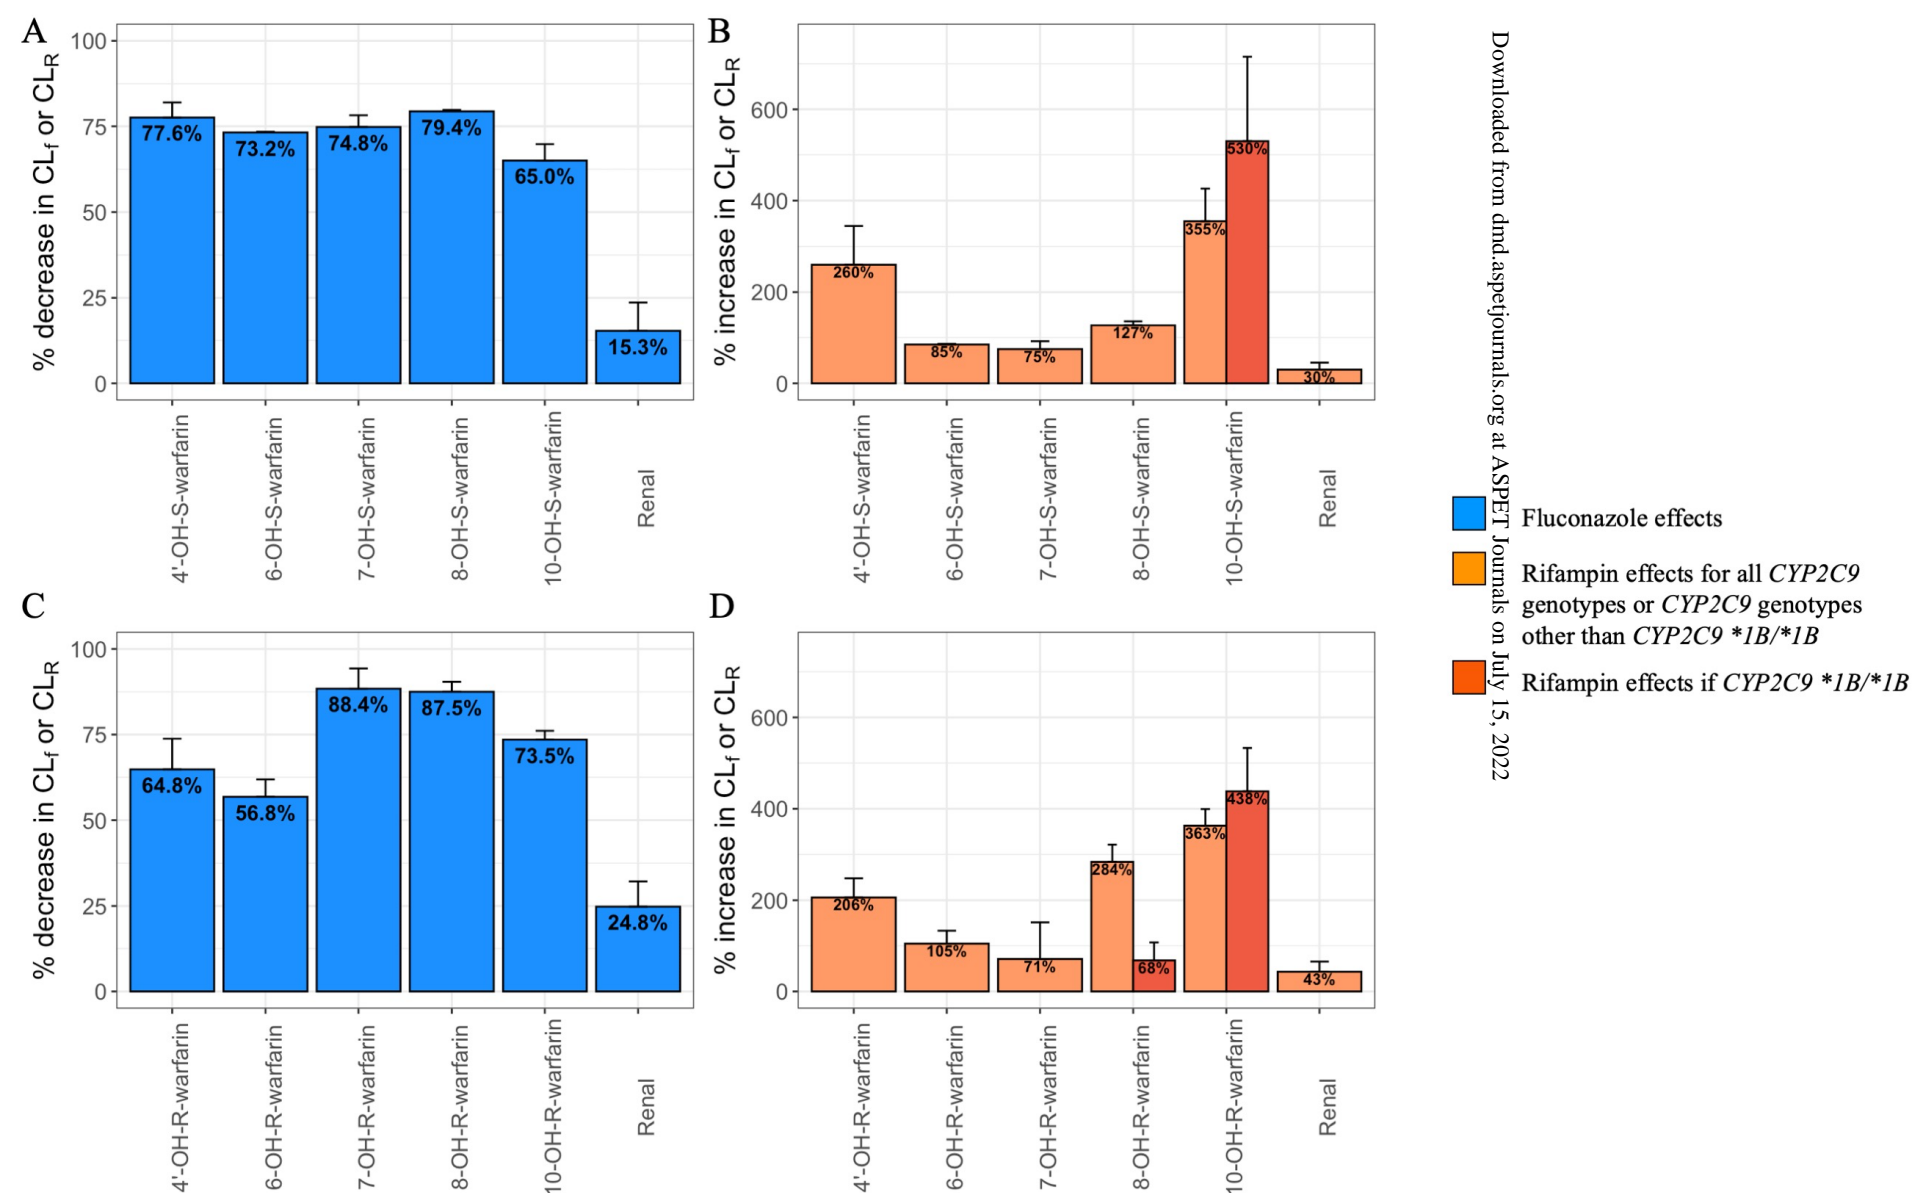 A
% decrease in CLf or CLR
100
75
50
25
0
77.6%
73.2%
74.8%
79.4%
65.0%
15.3%
4'-OH-S-warfarin
6-OH-S-warfarin
7-OH-S-warfarin
8-OH-S-warfarin
10-OH-S-warfarin
Renal
B
% increase in CLf or CLR
600
400
200
0
260%
85%
75%
127%
355%
530%
30%
4'-OH-S-warfarin
6-OH-S-warfarin
7-OH-S-warfarin
8-OH-S-warfarin
10-OH-S-warfarin
Renal
C
% decrease in CLf or CLR
100
75
50
25
0
64.8%
56.8%
88.4%
87.5%
73.5%
24.8%
4'-OH-R-warfarin
6-OH-R-warfarin
7-OH-R-warfarin
8-OH-R-warfarin
10-OH-R-warfarin
Renal
D
% increase in CLf or CLR
600
400
200
0
206%
105%
71%
284%
68%
363%
438%
43%
4'-OH-R-warfarin
6-OH-R-warfarin
7-OH-R-warfarin
8-OH-R-warfarin
10-OH-R-warfarin
Renal
Fluconazole effects
Rifampin effects for all CYP2C9
genotypes or CYP2C9 genotypes
other than CYP2C9 *1B/*1B
Rifampin effects if CYP2C9 *1B/*1B
Downloaded from dmd.aspetjournals.org at ASPET Journals on July 15, 2022